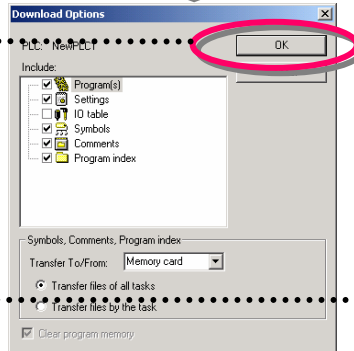 Download Options
PLC: NewPLC1
OK
Include:
Program(s)
Settings
IO table
Symbols
Comments
Program index
Symbols, Comments, Program index
Transfer To/From: Memory card
Transfer files of all tasks
Transfer files by the task
Clear program memory